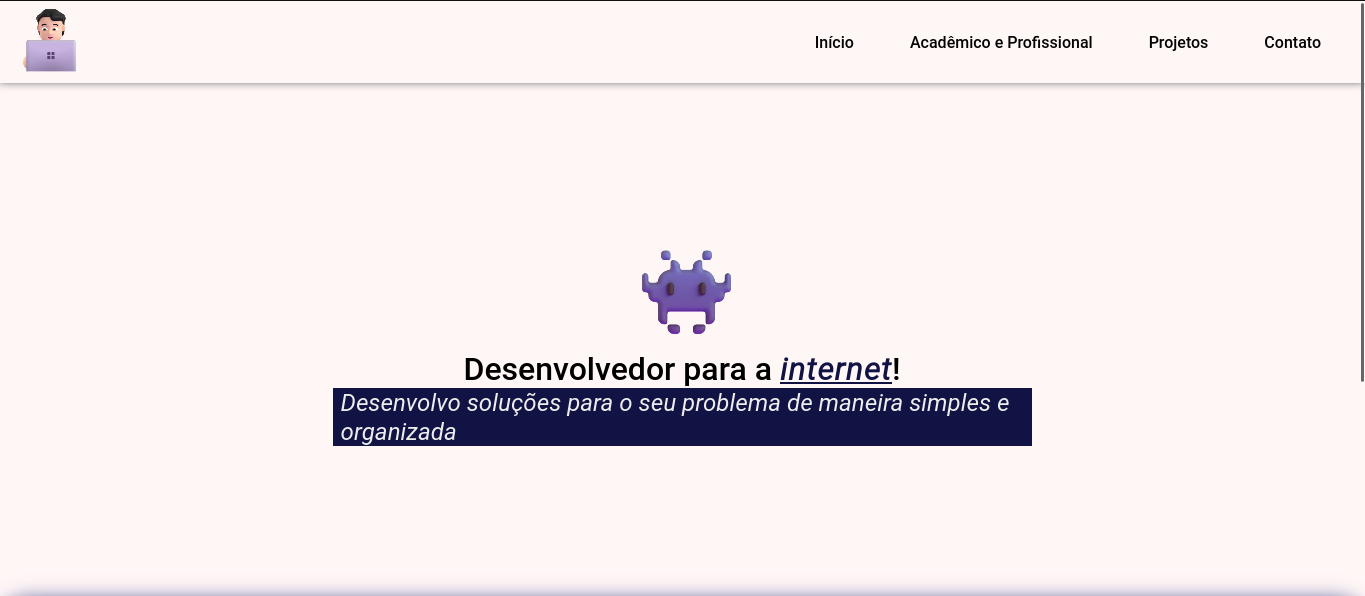 Início
Acadêmico e Profissional
Projetos
Contato
Desenvolvedor para a internet!
Desenvolvo soluções para o seu problema de maneira simples e
organizada